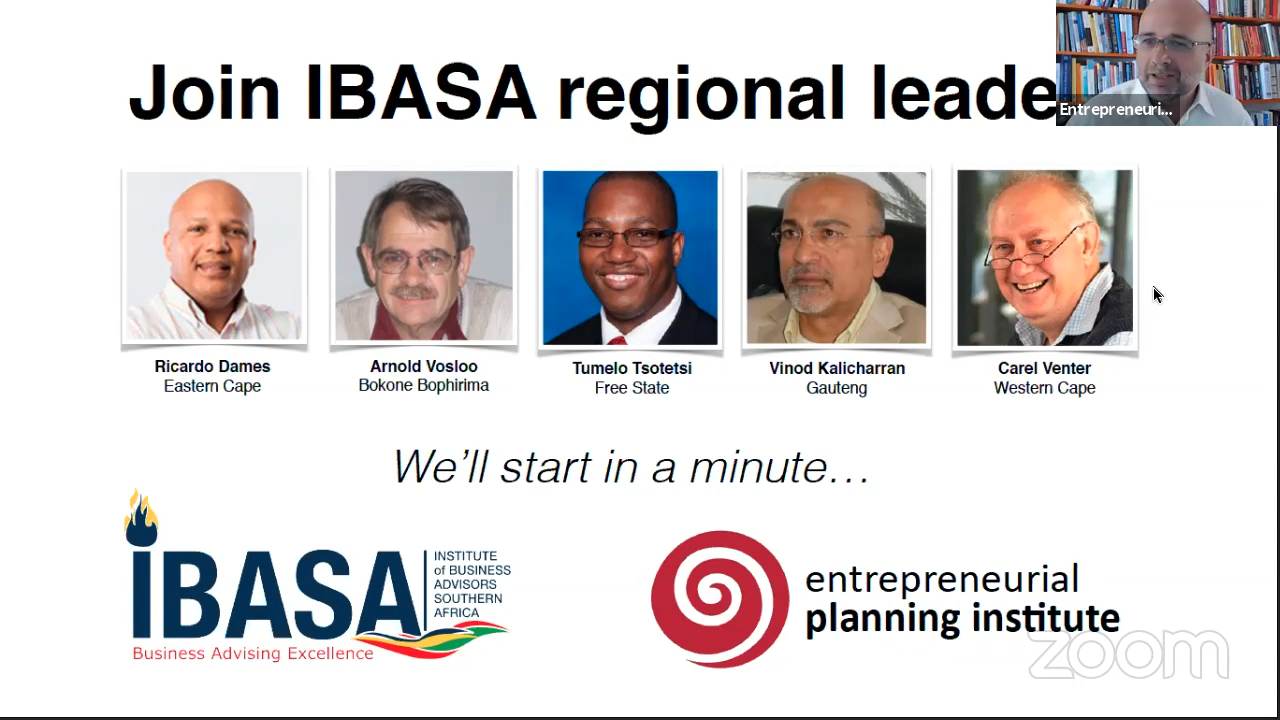 Join IBASA regional leade
Entrepreneuri...
Ricardo Dames
Eastern Cape
Arnold Vosloo
Bokone Bophirima
Tumelo Tsotetsi
Free State
Vinod Kalicharran
Gauteng
Carel Venter
Western Cape
We'll start in a minute…
IBASA
INSTITUTE
of BUSINESS
ADVISORS
SOUTHERN
AFRICA
Business Advising Excellence
entrepreneurial
planning institute
zoom